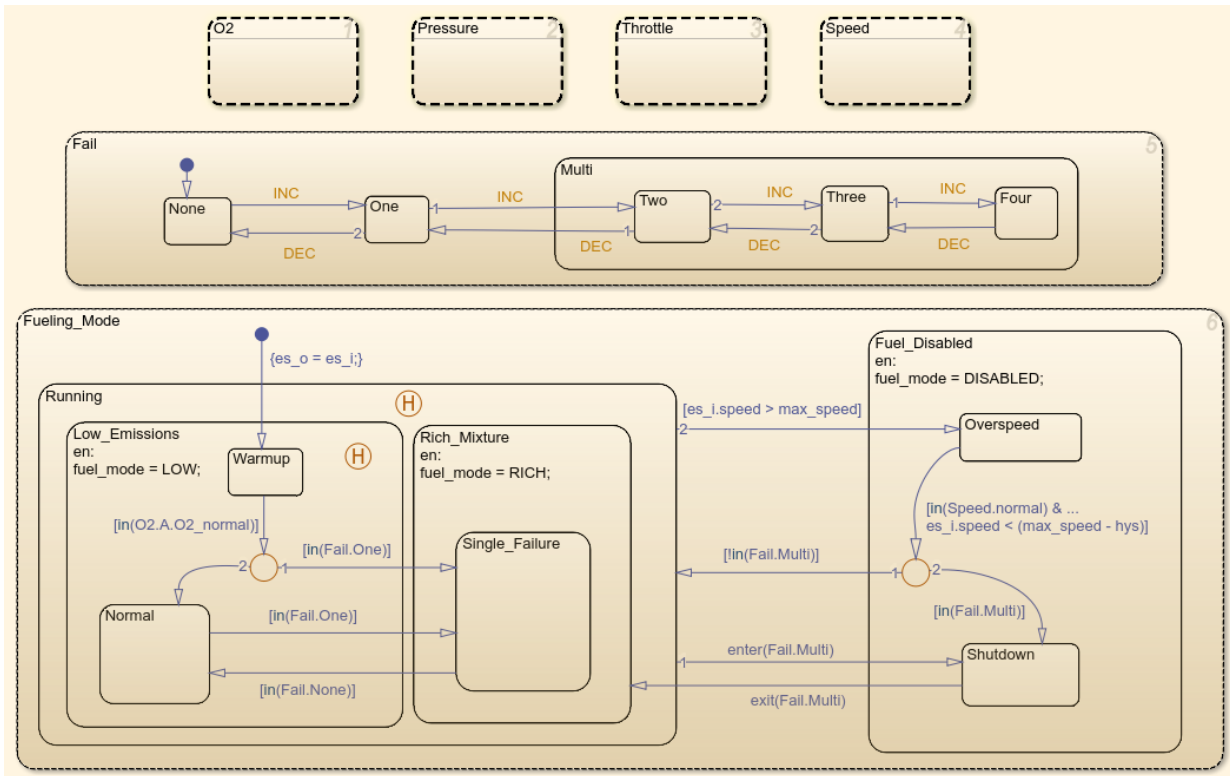 O2
1
Pressure
2
Throttle
3
Speed
4
Fail
5
Multi
None
INC
DEC
One
2
1
INC
DEC
Two
1
2
INC
DEC
Three
2
1
INC
DEC
Four
Fueling_Mode
6
{es_o = es_i;}
Running
H
Low_Emissions
en:
fuel_mode = LOW;
H
Warmup
[in(O2.A.O2_normal)]
2
1
[in(Fail.One)]
Normal
[in(Fail.One)]
[in(Fail.None)]
Rich_Mixture
en:
fuel_mode = RICH;
Single_Failure
[es_i.speed > max_speed]
2
[!in(Fail.Multi)]
1
enter(Fail.Multi)
1
exit(Fail.Multi)
Fuel_Disabled
en:
fuel_mode = DISABLED;
Overspeed
[in(Speed.normal) & ...
es_i.speed < (max_speed - hys)]
2
[in(Fail.Multi)]
Shutdown